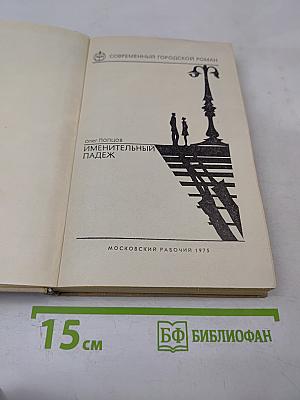 СОВРЕМЕННЫЙ ГОРОДСКОЙ РОМАН
Олег Попцов
ИМЕНИТЕЛЬНЫЙ
ПАДЕЖ
МОСКОВСКИЙ РАБОЧИЙ 1975
15 см
БФ БИБЛИОФАН